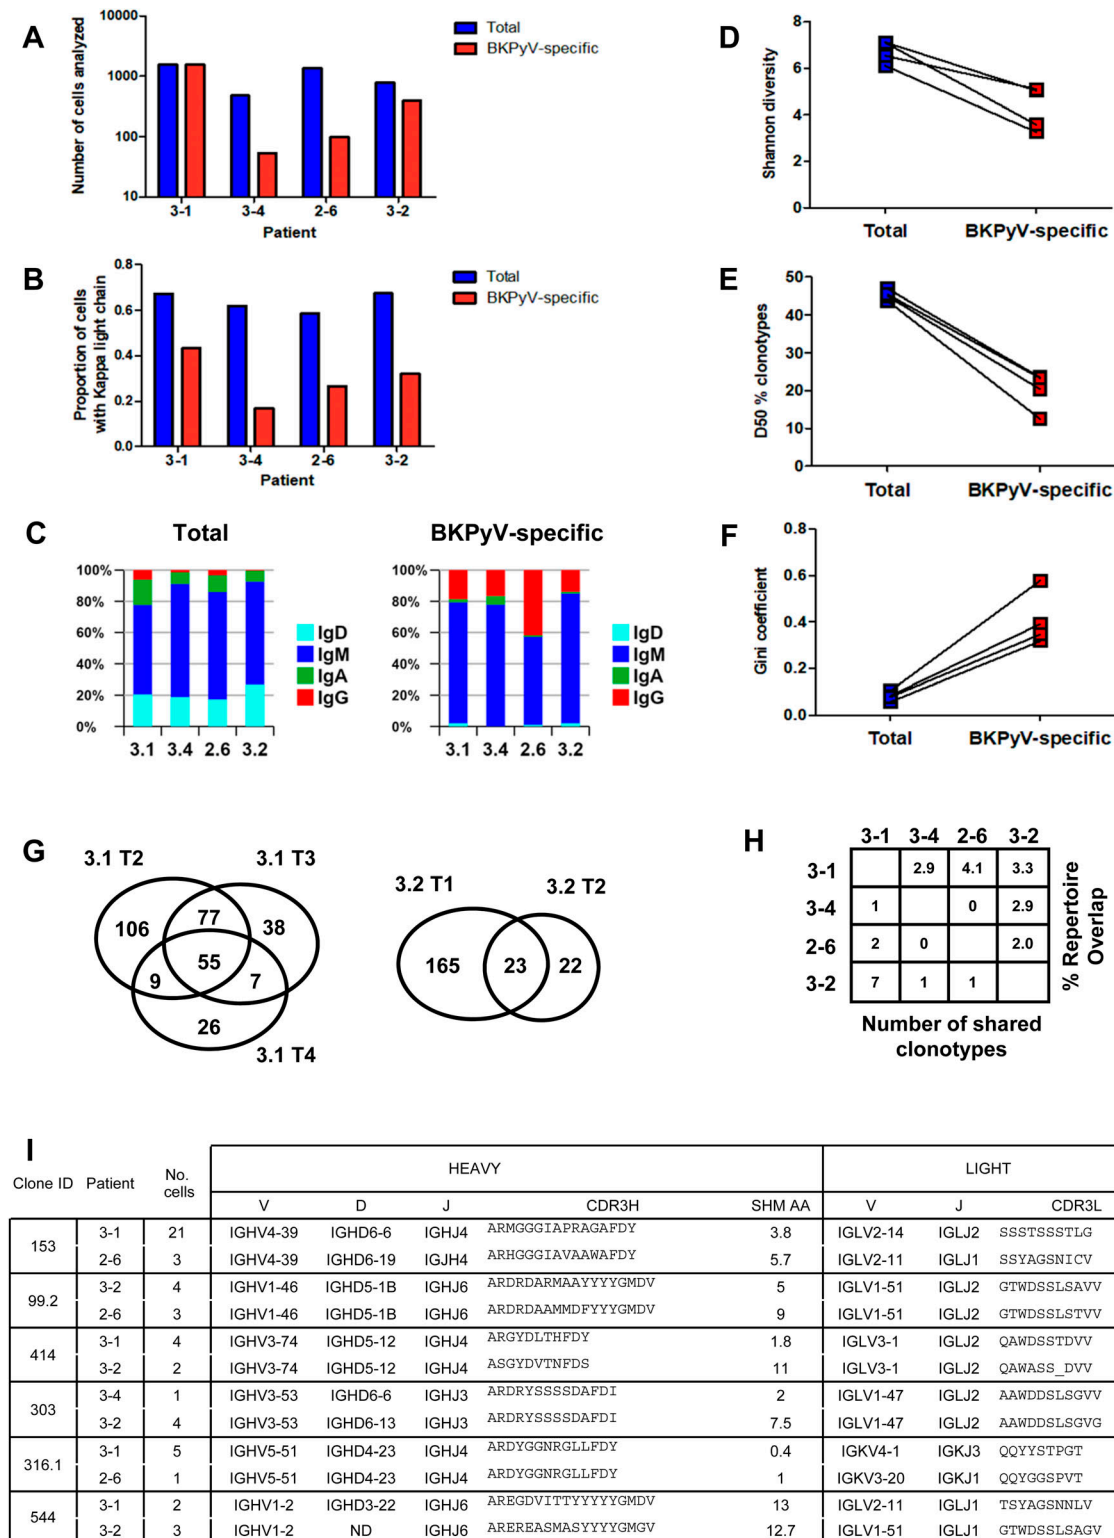 A
Number of cells analyzed
10000
1000
100
10
3-1 3-4 2-6 3-2
Patient
Total
BKPyV-specific
D
Shannon diversity
8
6
4
2
0
Total BKPyV-specific
B
Proportion of cells
with Kappa light chain
0.8
0.6
0.4
0.2
0.0
3-1 3-4 2-6 3-2
Patient
Total
BKPyV-specific
E
D50 % clonotypes
50
40
30
20
10
0
Total BKPyV-specific
C
Total
100%
80%
60%
40%
20%
0%
3.1 3.4 2.6 3.2
IgD
IgM
IgA
IgG
BKPyV-specific
100%
80%
60%
40%
20%
0%
3.1 3.4 2.6 3.2
IgD
IgM
IgA
IgG
F
Gini coefficient
0.8
0.6
0.4
0.2
0.0
Total BKPyV-specific
G
3.1 T2 3.1 T3
106 77 38
55
9 7
26
3.1 T4
3.2 T1 3.2 T2
165 23 22
H
3-1 3-4 2-6 3-2
3-1 2.9 4.1 3.3
3-4 1 0 2.9
2-6 2 0 2.0
3-2 7 1 1
% Repertoire
Overlap
Number of shared
clonotypes
I
HEAVY LIGHT
Clone ID Patient No. cells V D J CDR3H SHM AA V J CDR3L
153 3-1 21 IGHV4-39 IGHD6-6 IGHJ4 ARMGGGIAPRAGAFDY 3.8 IGLV2-14 IGLJ2 SSSTSSSTLG
2-6 3 IGHV4-39 IGHD6-19 IGJH4 ARHGGGIAVAAWAFDY 5.7 IGLV2-11 IGLJ1 SSYAGSNICV
99.2 3-2 4 IGHV1-46 IGHD5-1B IGHJ6 ARDRDARMAAYYYYGMDV 5 IGLV1-51 IGLJ2 GTWDSSLSAVV
2-6 3 IGHV1-46 IGHD5-1B IGHJ6 ARDRDAAMMDFYYYGMDV 9 IGLV1-51 IGLJ2 GTWDSSLSTVV
414 3-1 4 IGHV3-74 IGHD5-12 IGHJ4 ARGYDLTHFDY 1.8 IGLV3-1 IGLJ2 QAWDSSTDVV
3-2 2 IGHV3-74 IGHD5-12 IGHJ4 ASGYDVTNFDS 11 IGLV3-1 IGLJ2 QAWASS_DVV
303 3-4 1 IGHV3-53 IGHD6-6 IGHJ3 ARDRYSSSSDAFDI 2 IGLV1-47 IGLJ2 AAWDDSLSGVV
3-2 4 IGHV3-53 IGHD6-13 IGHJ3 ARDRYSSSSDAFDI 7.5 IGLV1-47 IGLJ2 AAWDDSLSGVG
316.1 3-1 5 IGHV5-51 IGHD4-23 IGHJ4 ARDYGGNRGLLFDY 0.4 IGKV4-1 IGKJ3 QQYYSTPGT
2-6 1 IGHV5-51 IGHD4-23 IGHJ4 ARDYGGNRGLLFDY 1 IGKV3-20 IGKJ1 QQYGGSPVT
544 3-1 2 IGHV1-2 IGHD3-22 IGHJ6 AREGDVITTYYYYYGMDV 13 IGLV2-11 IGLJ1 TSYAGSNNLV
3-2 3 IGHV1-2 ND IGHJ6 AREREASMASYYYYGMGV 12.7 IGLV1-51 IGLJ1 GTWDSSLSAGV